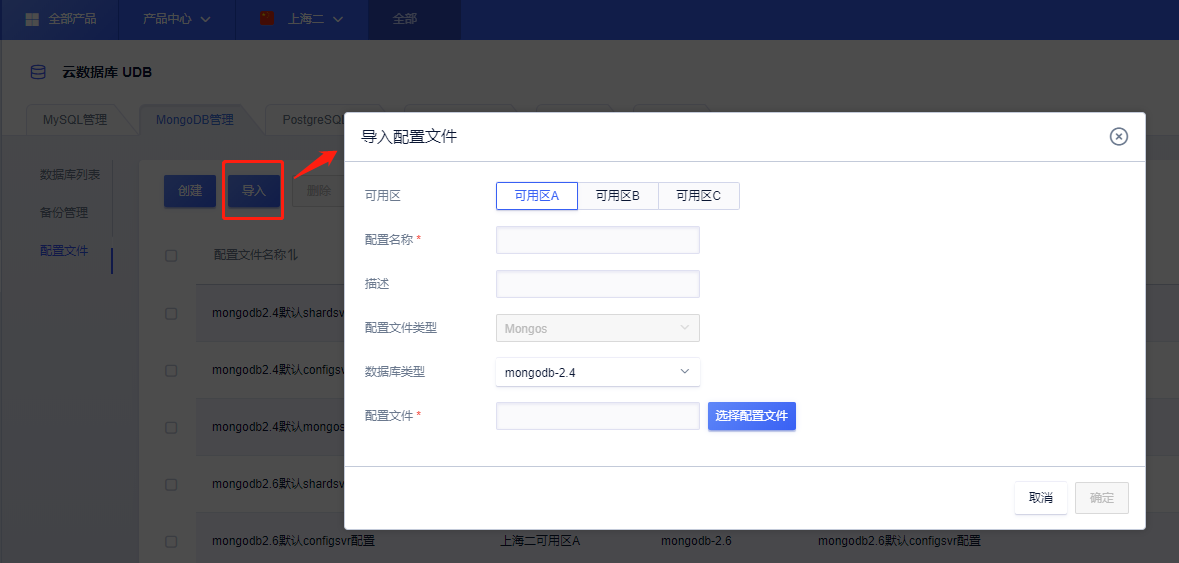 全部产品 产品中心 上海二 全部
云数据库 UDB
MySQL管理 MongoDB管理 PostgreSQL
数据库列表
备份管理
配置文件
创建 导入 删除
配置文件名称
mongodb2.4默认shardsv
mongodb2.4默认configsv
mongodb2.4默认mongos
mongodb2.6默认shardsv
mongodb2.6默认configsvr配置 上海二可用区A mongodb-2.6 mongodb2.6默认configsvr配置
导入配置文件
可用区 可用区A 可用区B 可用区C
配置名称 *
描述
配置文件类型 Mongos
数据库类型 mongodb-2.4
配置文件 * 选择配置文件
取消 确定